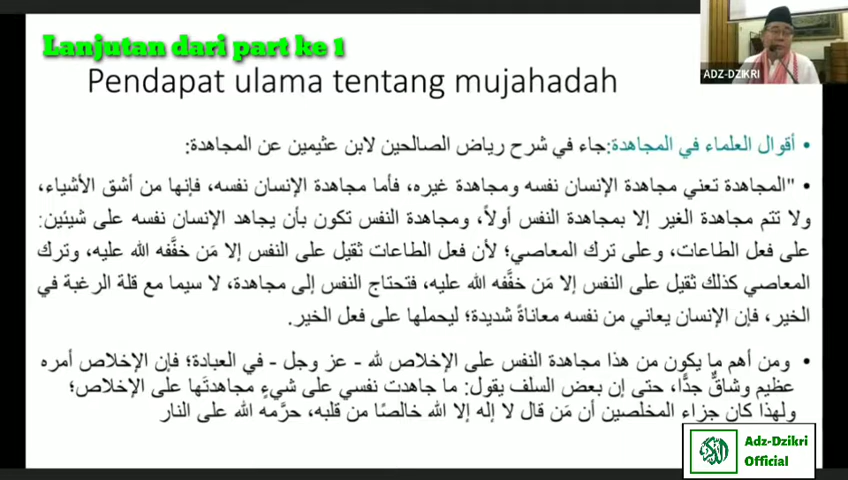 Lanjutan dari part ke 1
Pendapat ulama tentang mujahadah
ADZ-DZIKRI
• أقوال العلماء في المجاهدة:جاء في شرح رياض الصالحين لابن عثيمين عن المجاهدة:
• "المجاهدة تعني مجاهدة الإنسان نفسه ومجاهدة غيره، فأما مجاهدة الإنسان نفسه، فإنها من أشق الأشياء،
ولا تتم مجاهدة الغير إلا بمجاهدة النفس أولاً، ومجاهدة النفس تكون بأن يجاهد الإنسان نفسه على شيئين:
على فعل الطاعات، وعلى ترك المعاصي؛ لأن فعل الطاعات ثقيل على النفس إلا مَن خفَّفه الله عليه، وترك
المعاصي كذلك ثقيل على النفس إلا مَن خفَّفه الله عليه، فتحتاج النفس إلى مجاهدة، لا سيما مع قلة الرغبة في
الخير، فإن الإنسان يعاني من نفسه معاناةً شديدة؛ ليحملها على فعل الخير.
• ومن أهم ما يكون من هذا مجاهدة النفس على الإخلاص لله - عز وجل - في العبادة؛ فإن الإخلاص أمره
عظيم وشاقٌّ جدًّا، حتى إن بعض السلف يقول: ما جاهدت نفسي على شيءٍ مجاهدتَها على الإخلاص؛
ولهذا كان جزاء المخلصين أن مَن قال لا إله إلا الله خالصًا من قلبه، حرَّمه الله على النار
Adz-Dzikri
Official